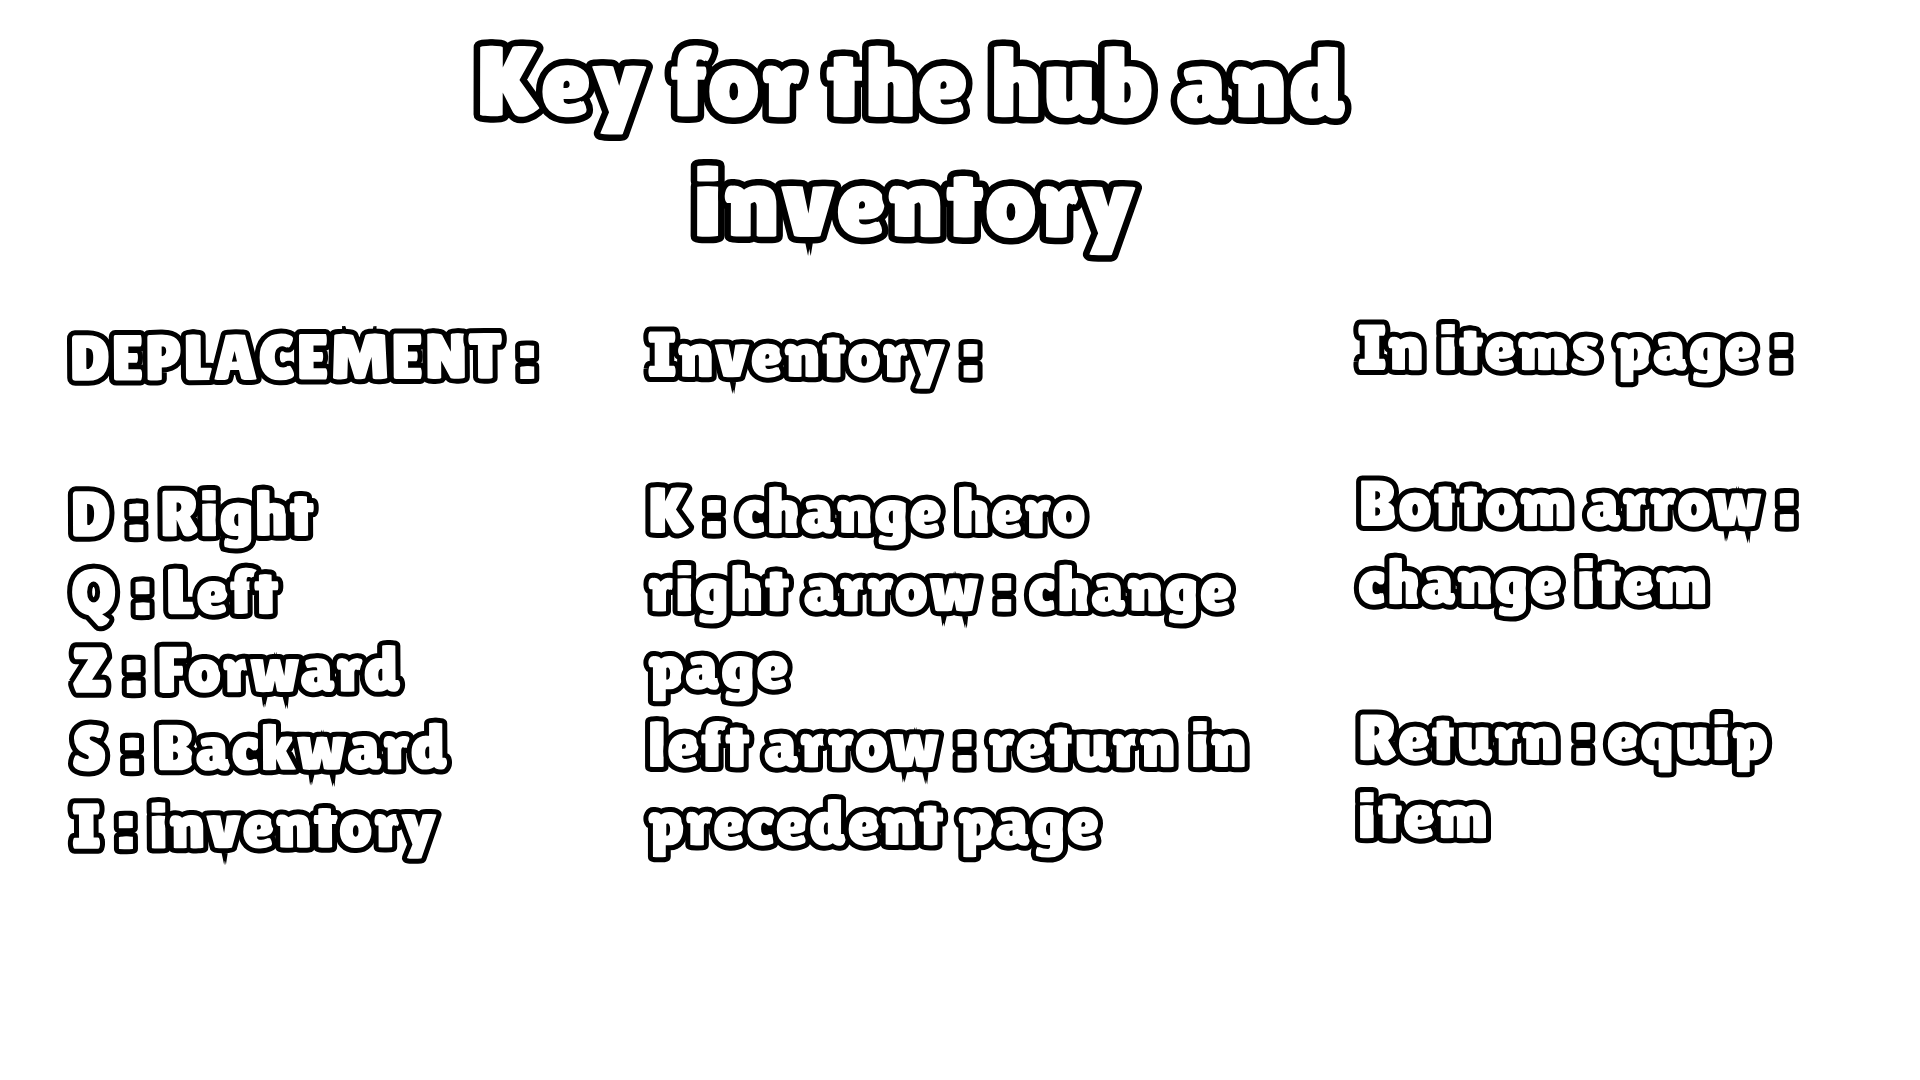 Key for the hub and
inventory
DEPLACEMENT :
D : Right
Q : Left
Z : Forward
S : Backward
I : inventory
Inventory :
K : change hero
right arrow : change
page
left arrow : return in
precedent page
In items page :
Bottom arrow :
change item
Return : equip
item